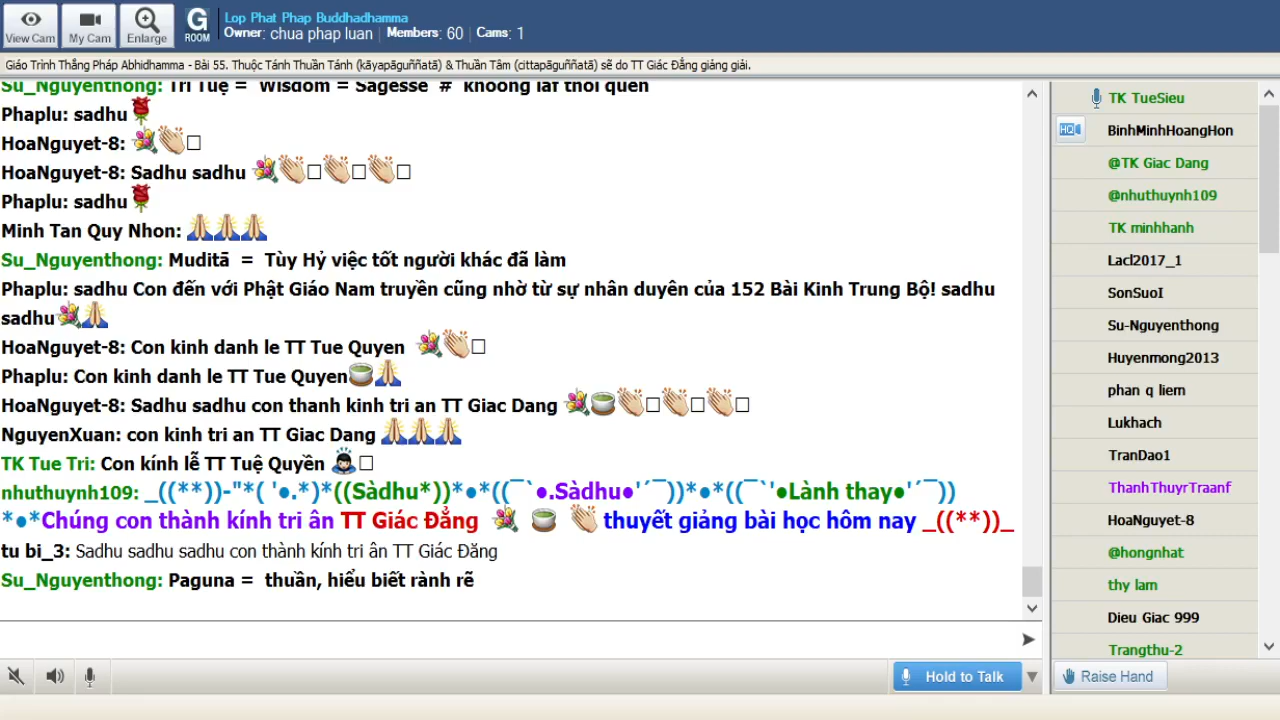 View Cam
My Cam
Enlarge
G
ROOM
Lop Phat Phap Buddhadhamma
Owner: chua phap luan | Members: 60 | Cams: 1
Giáo Trình Thắng Pháp Abhidhamma - Bài 55. Thuộc Tánh Thuần Tánh (kāyapāguññatā) & Thuần Tâm (cittapāguññatā) sẽ do TT Giác Đẳng giảng giải.
Su_Nguyenthong: Trí Tuệ = Wisdom = Sagesse # khoông laf thói quen
Phaplu: sadhu
HoaNguyet-8:
HoaNguyet-8: Sadhu sadhu
Phaplu: sadhu
Minh Tan Quy Nhon:
Su_Nguyenthong: Muditā = Tùy Hỷ việc tốt người khác đã làm
Phaplu: sadhu Con đến với Phật Giáo Nam truyền cũng nhờ từ sự nhân duyên của 152 Bài Kinh Trung Bộ! sadhu
sadhu
HoaNguyet-8: Con kinh danh le TT Tue Quyen
Phaplu: Con kinh danh le TT Tue Quyen
HoaNguyet-8: Sadhu sadhu con thanh kinh tri an TT Giac Dang
NguyenXuan: con kinh tri an TT Giac Dang
TK Tue Tri: Con kính lễ TT Tuệ Quyền
nhuthuynh109: _((**))-"*( '●.*)*((Sàdhu*))*●*((¯`●.Sàdhu●'´¯))*●*((¯`'●Lành thay●'´¯))
*●*Chúng con thành kính tri ân TT Giác Đẳng thuyết giảng bài học hôm nay _((**))_
tu bi_3: Sadhu sadhu sadhu con thành kính tri ân TT Giác Đăng
Su_Nguyenthong: Paguna = thuần, hiểu biết rành rẽ
Hold to Talk
TK TueSieu
HQ
BinhMinhHoangHon
@TK Giac Dang
@nhuthuynh109
TK minhhanh
Lacl2017_1
SonSuoI
Su-Nguyenthong
Huyenmong2013
phan q liem
Lukhach
TranDao1
ThanhThuyrTraanf
HoaNguyet-8
@hongnhat
thy lam
Dieu Giac 999
Trangthu-2
Raise Hand